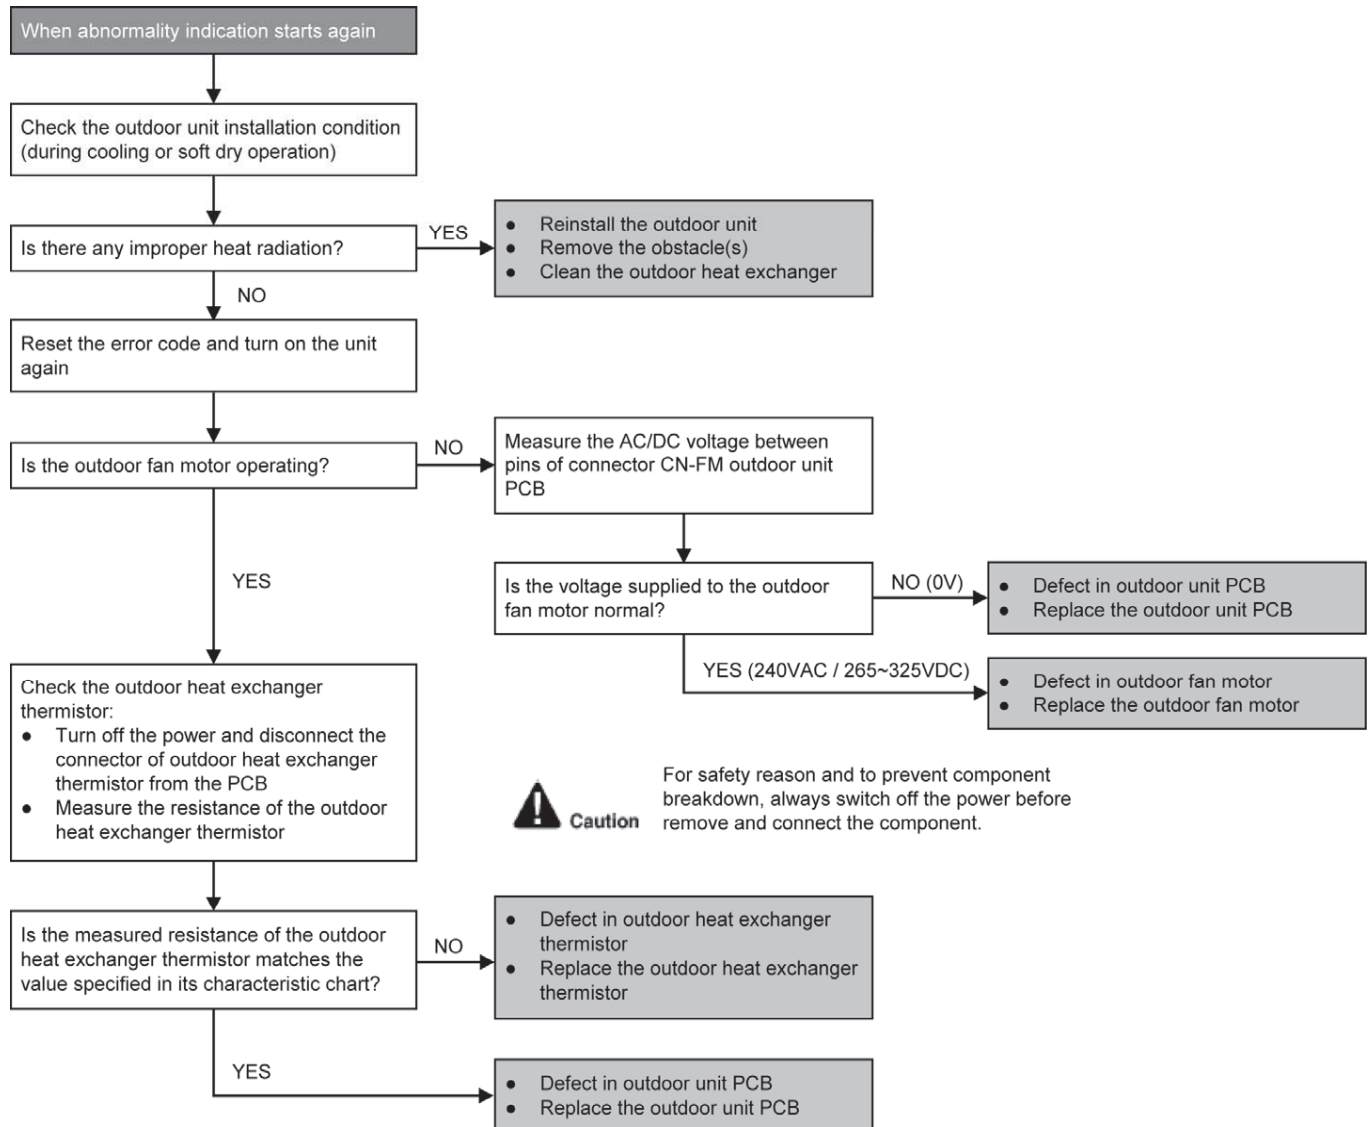 When abnormality indication starts again
Check the outdoor unit installation condition
(during cooling or soft dry operation)
Is there any improper heat radiation?
YES
● Reinstall the outdoor unit
● Remove the obstacle(s)
● Clean the outdoor heat exchanger
NO
Reset the error code and turn on the unit
again
Is the outdoor fan motor operating?
NO
Measure the AC/DC voltage between
pins of connector CN-FM outdoor unit
PCB
YES
Is the voltage supplied to the outdoor
fan motor normal?
NO (0V)
● Defect in outdoor unit PCB
● Replace the outdoor unit PCB
YES (240VAC / 265~325VDC)
● Defect in outdoor fan motor
● Replace the outdoor fan motor
Check the outdoor heat exchanger
thermistor:
● Turn off the power and disconnect the
connector of outdoor heat exchanger
thermistor from the PCB
● Measure the resistance of the outdoor
heat exchanger thermistor
Caution
For safety reason and to prevent component
breakdown, always switch off the power before
remove and connect the component.
Is the measured resistance of the outdoor
heat exchanger thermistor matches the
value specified in its characteristic chart?
NO
● Defect in outdoor heat exchanger
thermistor
● Replace the outdoor heat exchanger
thermistor
YES
● Defect in outdoor unit PCB
● Replace the outdoor unit PCB